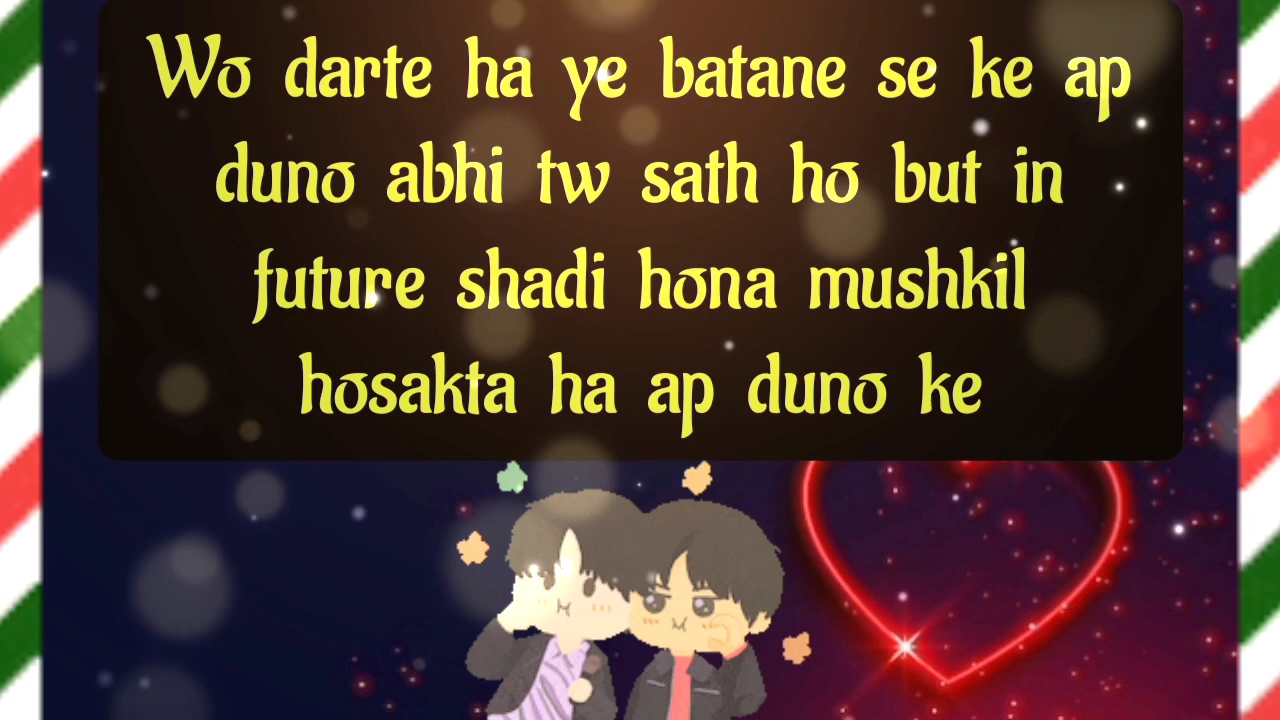 Wo darte ha ye batane se ke ap
duno abhi tw sath ho but in
future shadi hona mushkil
hosakta ha ap duno ke